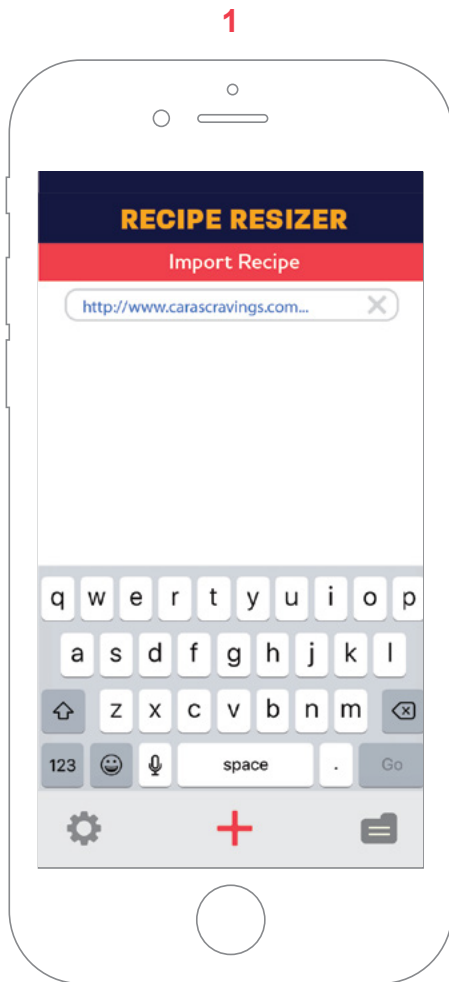 1
RECIPE RESIZER
Import Recipe
http://www.carascravings.com...
q w e r t y u i o p
a s d f g h j k l
z x c v b n m
123 space . Go